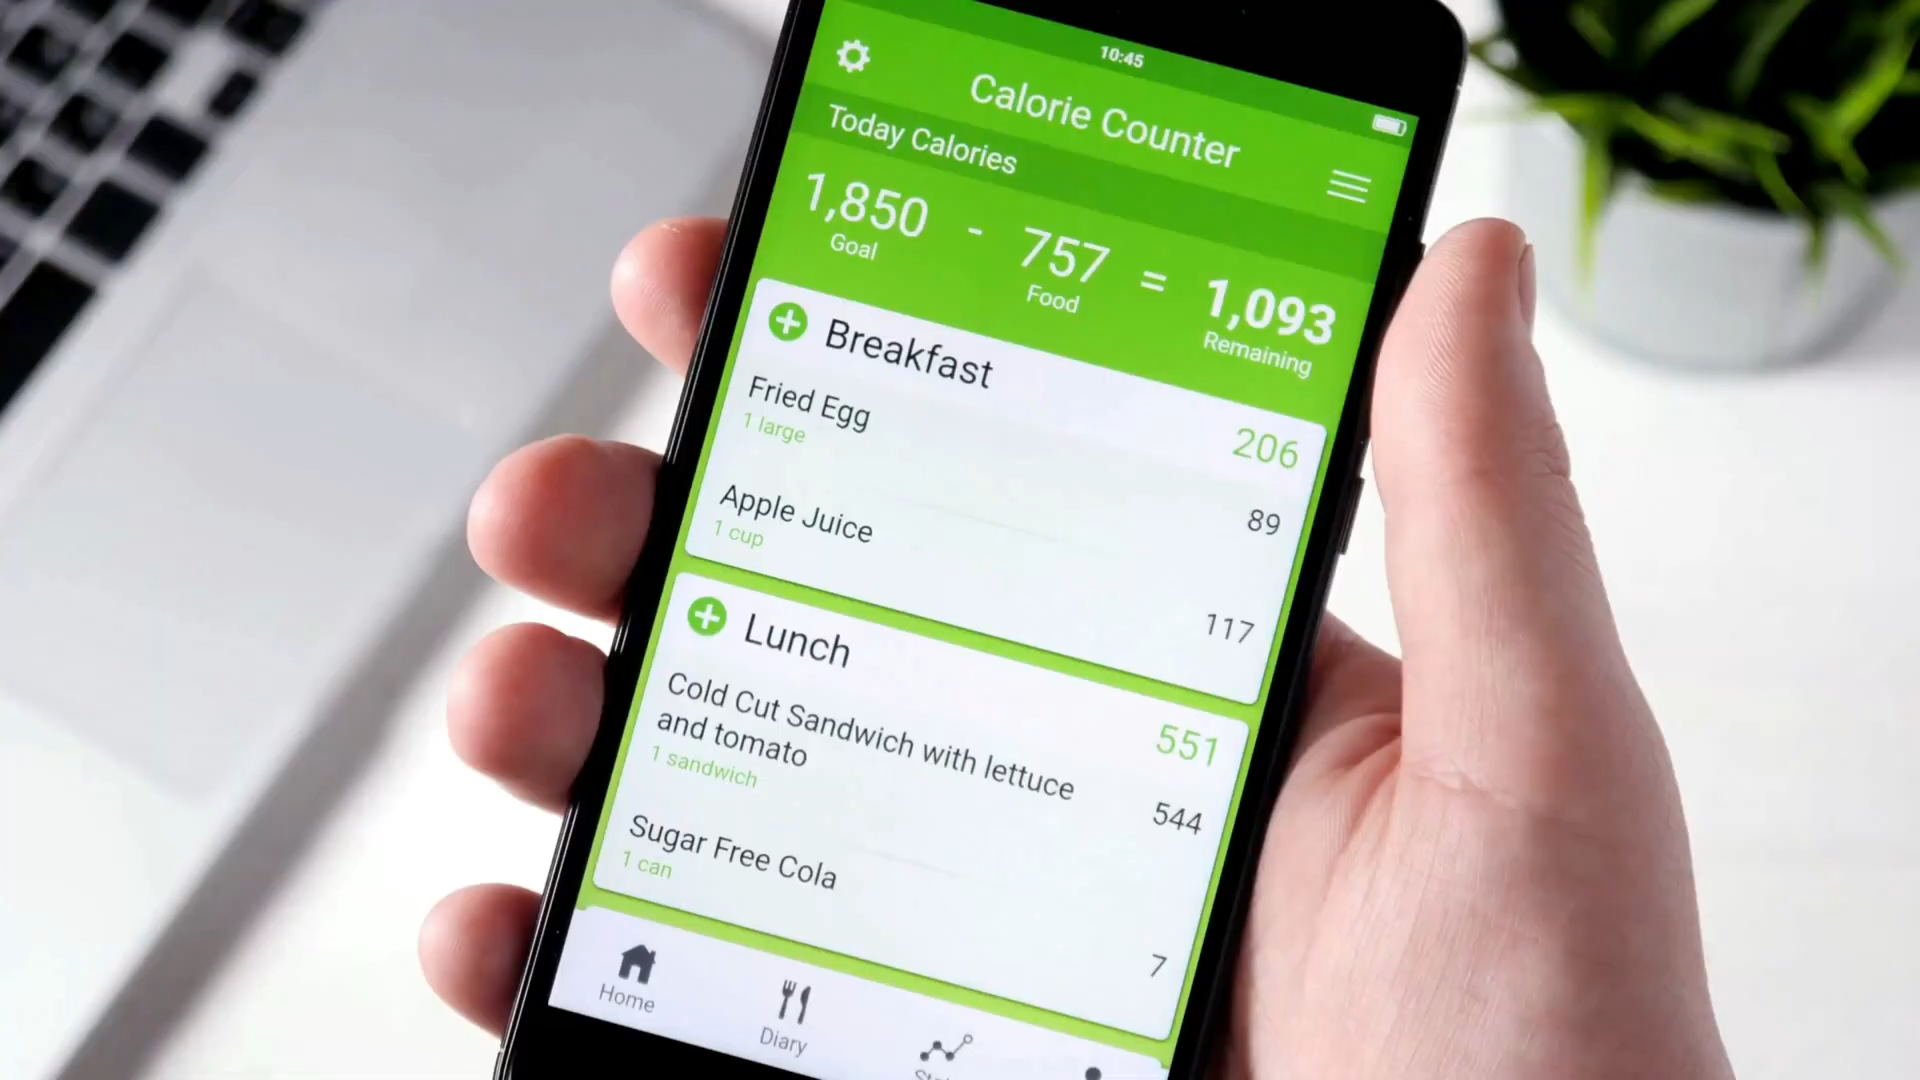 10:45
Calorie Counter
Today Calories
1,850 - 757 = 1,093
Goal Food Remaining
Breakfast 206
Fried Egg 89
1 large
Apple Juice 117
1 cup
Lunch 551
Cold Cut Sandwich with lettuce 544
and tomato
1 sandwich
Sugar Free Cola 7
1 can
Home
Diary